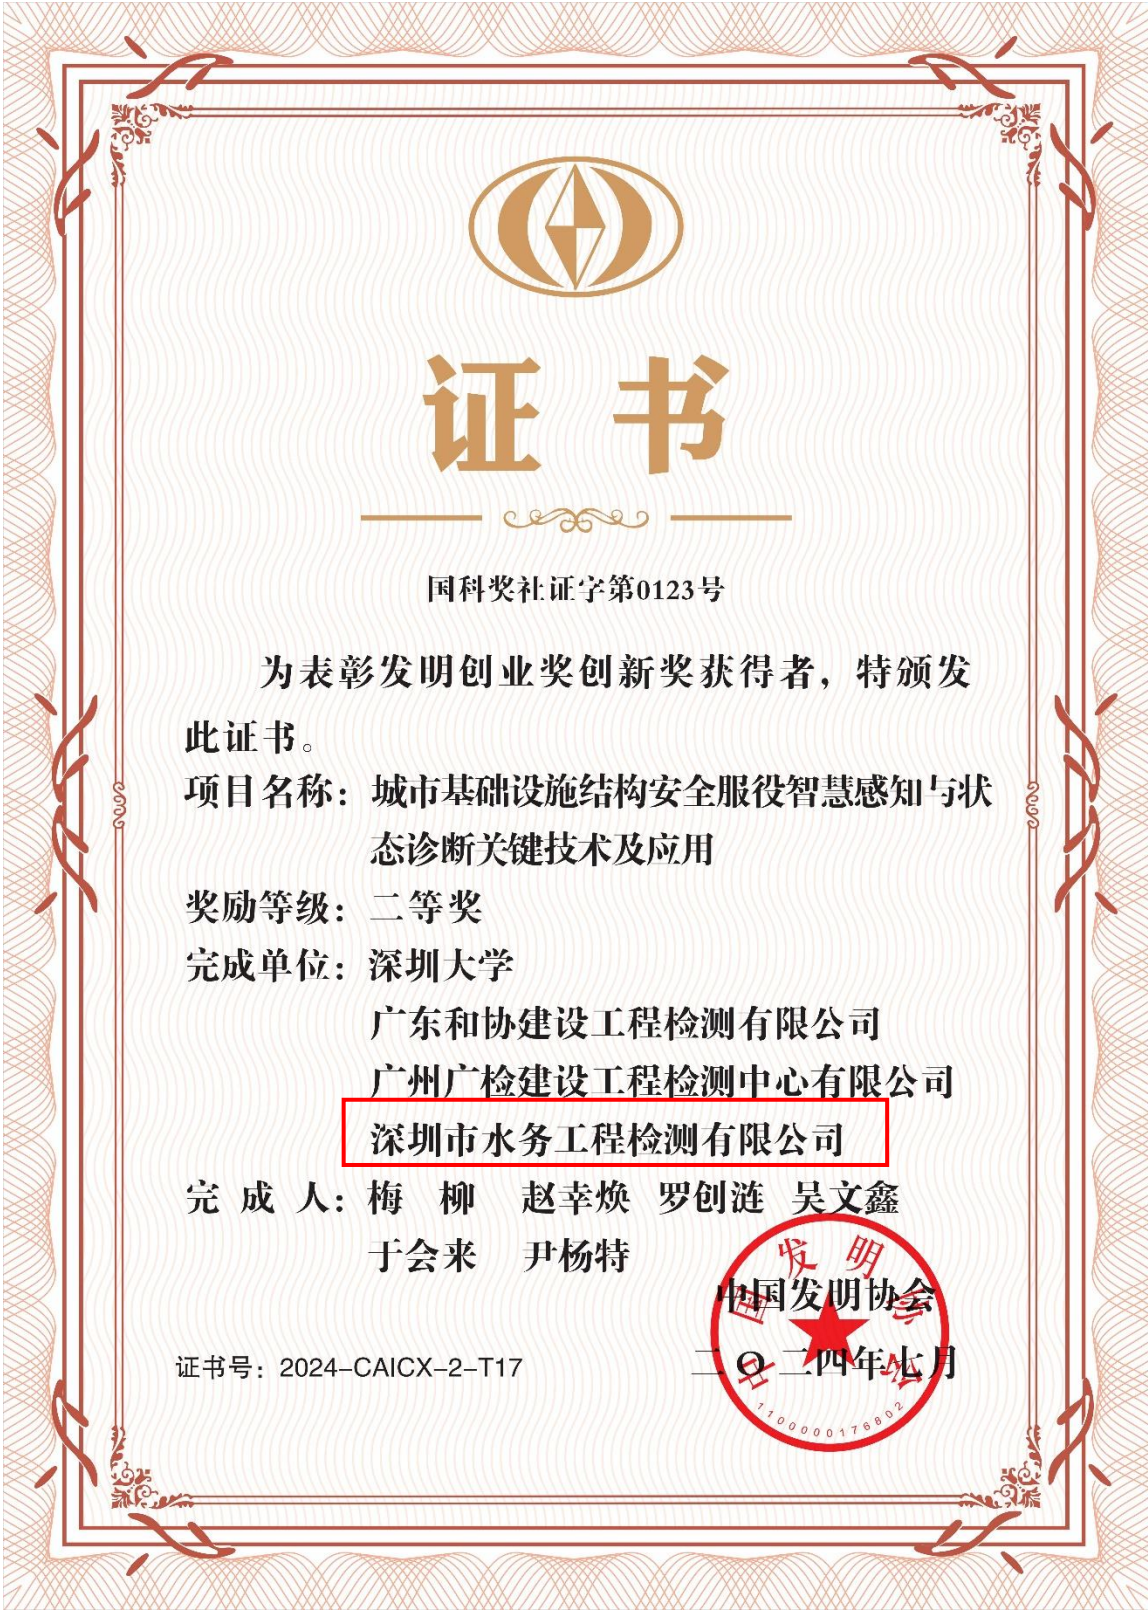 证书
国科奖社证字第0123号
为表彰发明创业奖创新奖获得者，特颁发
此证书。
项目名称：城市基础设施结构安全服役智慧感知与状
态诊断关键技术及应用
奖励等级：二等奖
完成单位：深圳大学
广东和协建设工程检测有限公司
广州广检建设工程检测中心有限公司
深圳市水务工程检测有限公司
完成人：梅柳 赵幸焕 罗创涟 吴文鑫
于会来 尹杨特
中国发明协会
二〇二四年七月
证书号：2024-CAICX-2-T17
中国发明协会
1100000176802